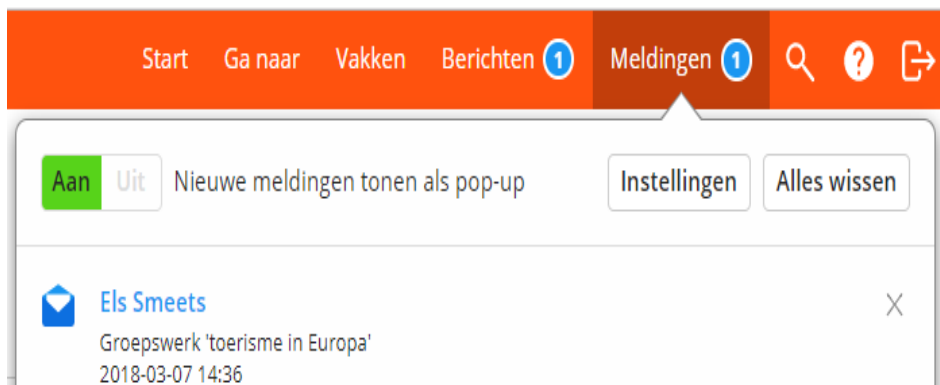 Start Ga naar Vakken Berichten 1 Meldingen 1 ?
Aan Uit Nieuwe meldingen tonen als pop-up Instellingen Alles wissen
Els Smeets
Groepswerk 'toerisme in Europa'
2018-03-07 14:36